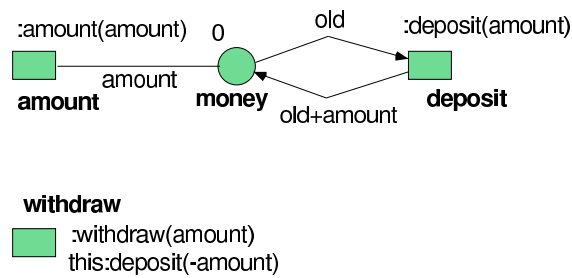 :amount(amount)
0
old
:deposit(amount)
amount
amount
money
deposit
old+amount
withdraw
:withdraw(amount)
this:deposit(-amount)